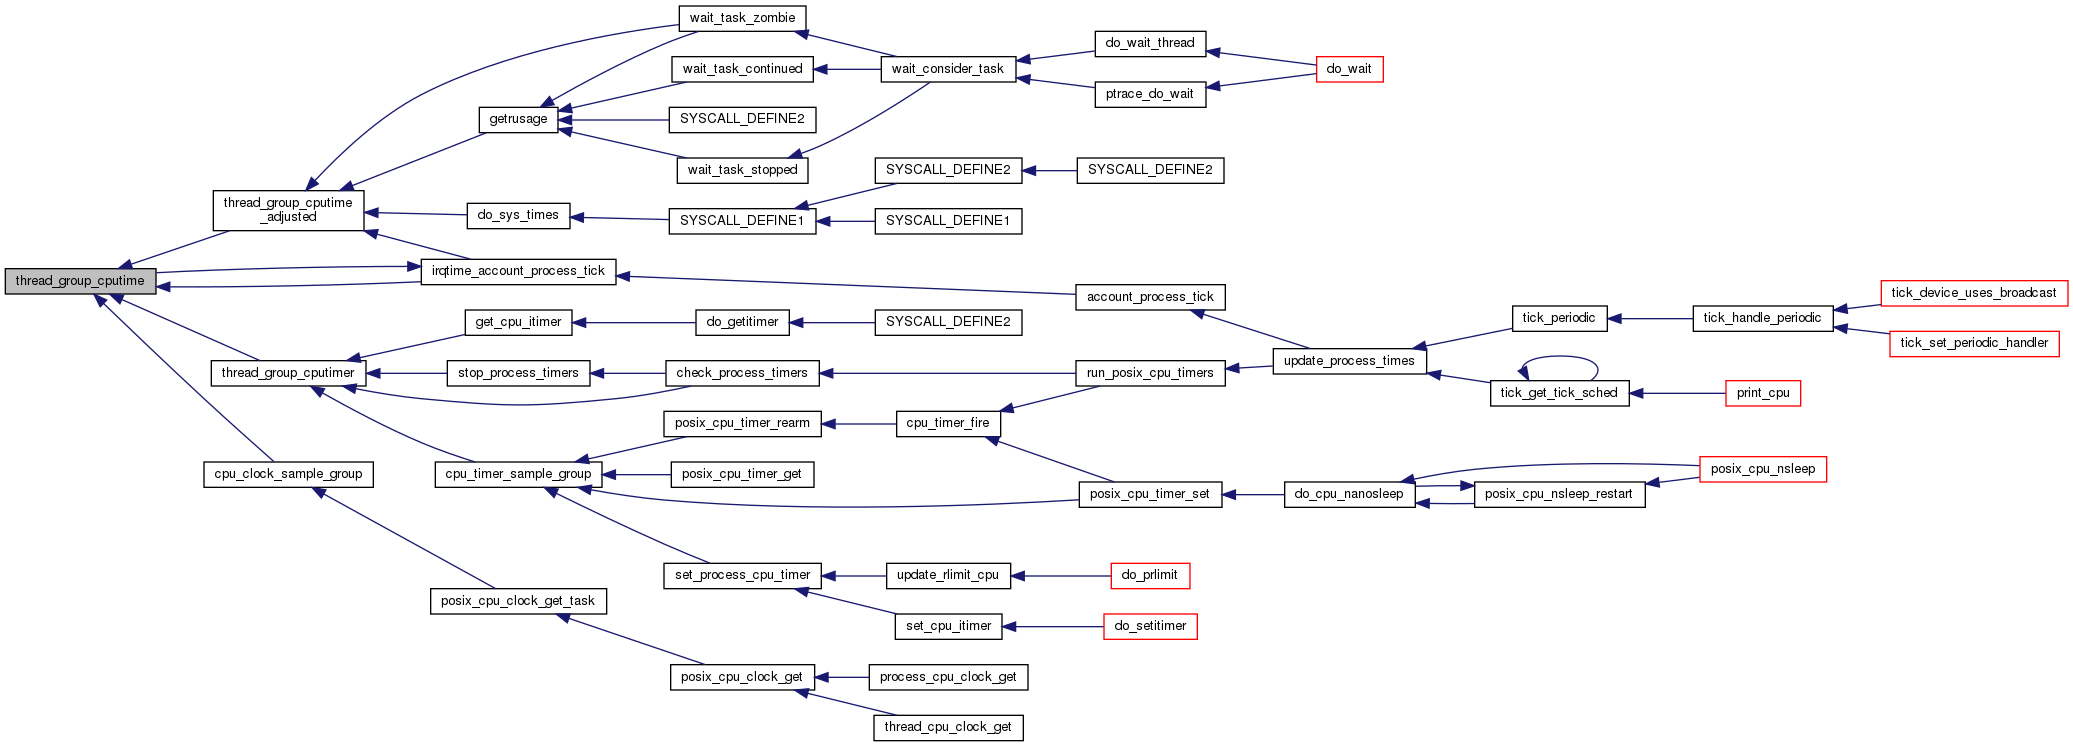 wait_task_zombie
do_wait_thread
wait_task_continued
wait_consider_task
do_wait
ptrace_do_wait
getrusage
SYSCALL_DEFINE2
wait_task_stopped
SYSCALL_DEFINE2
SYSCALL_DEFINE2
thread_group_cputime
_adjusted
do_sys_times
SYSCALL_DEFINE1
SYSCALL_DEFINE1
thread_group_cputime
irqtime_account_process_tick
account_process_tick
tick_device_uses_broadcast
get_cpu_itimer
do_getitimer
SYSCALL_DEFINE2
tick_periodic
tick_handle_periodic
tick_set_periodic_handler
thread_group_cputimer
stop_process_timers
check_process_timers
run_posix_cpu_timers
update_process_times
tick_get_tick_sched
print_cpu
posix_cpu_timer_rearm
cpu_timer_fire
cpu_clock_sample_group
cpu_timer_sample_group
posix_cpu_timer_get
posix_cpu_timer_set
do_cpu_nanosleep
posix_cpu_nsleep_restart
posix_cpu_nsleep
set_process_cpu_timer
update_rlimit_cpu
do_prlimit
posix_cpu_clock_get_task
set_cpu_itimer
do_setitimer
posix_cpu_clock_get
process_cpu_clock_get
thread_cpu_clock_get